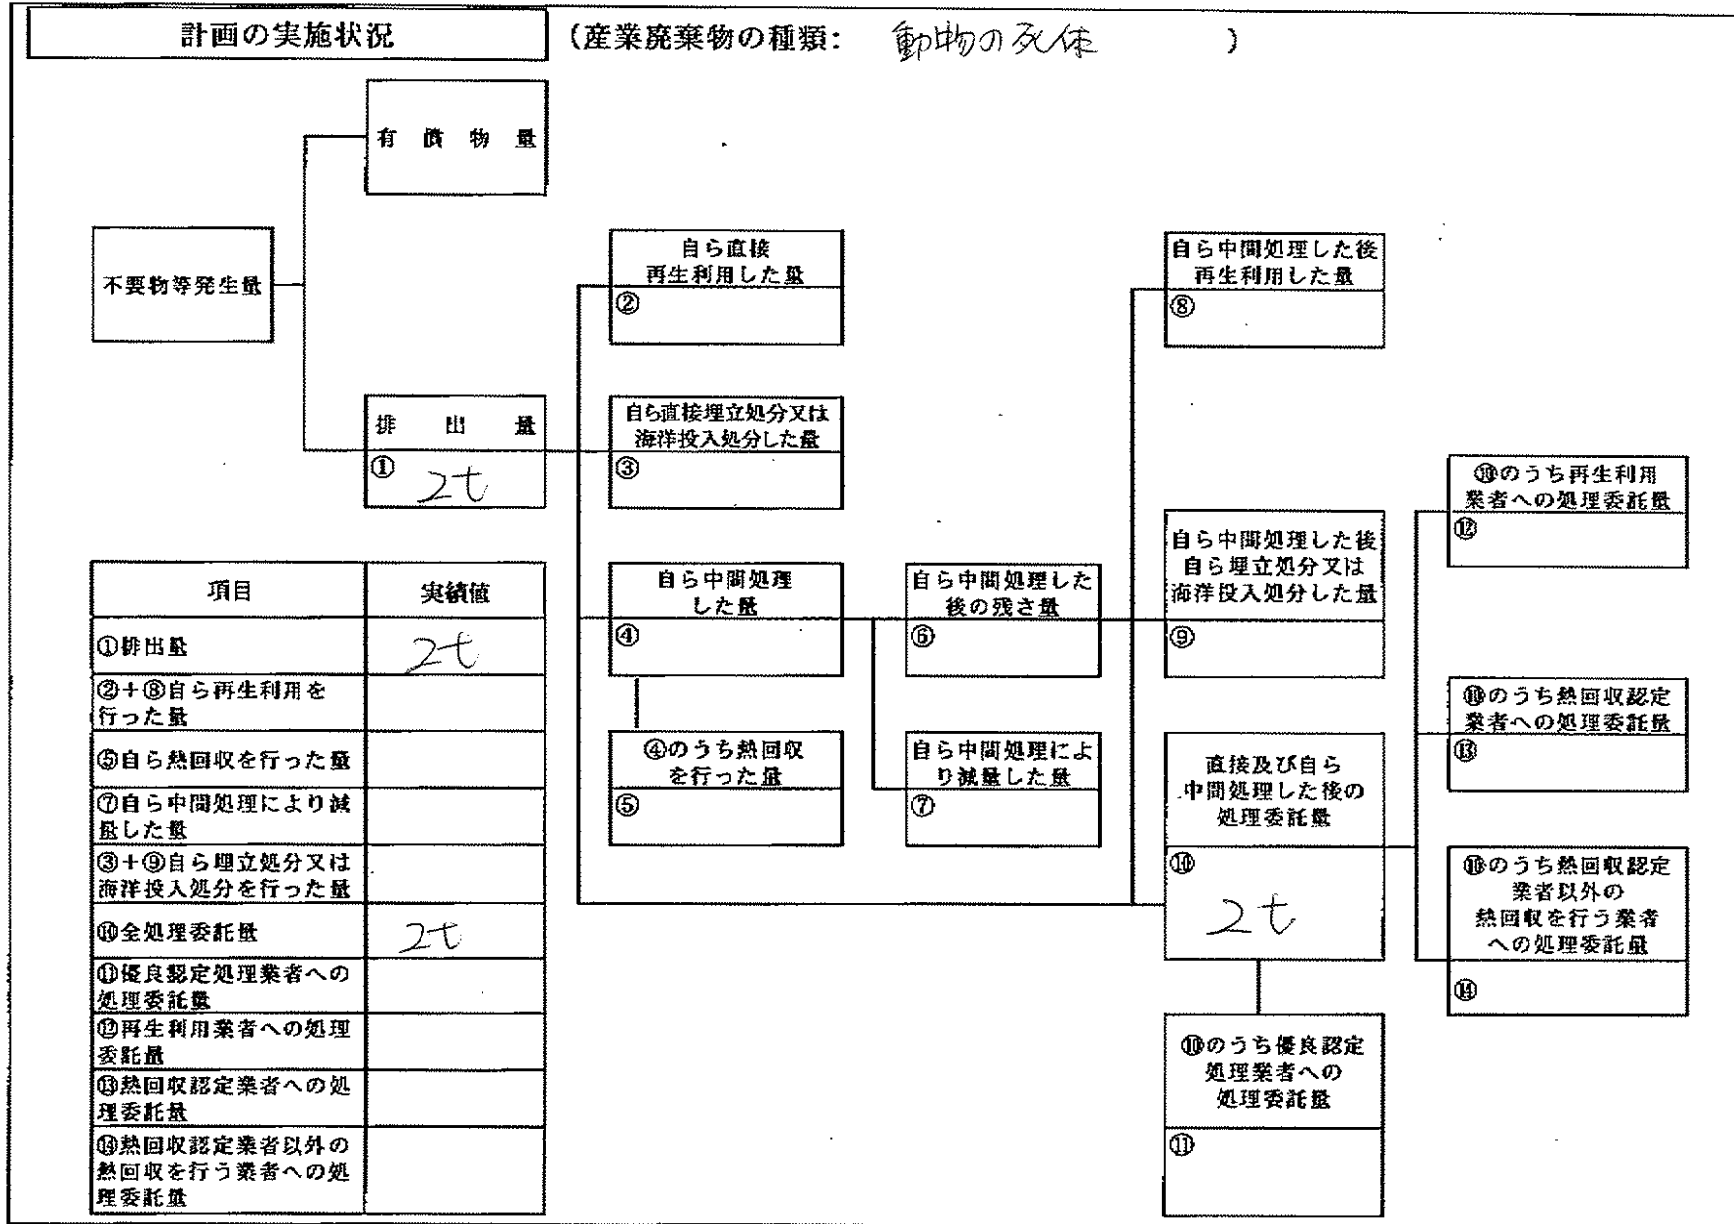 計画の実施状況 (産業廃棄物の種類: 動物の死体 )
有償物量
不要物等発生量
自ら直接
再生利用した量
②
自ら中間処理した後
再生利用した量
⑧
排出量
① 2t
自ら直接埋立処分又は
海洋投入処分した量
③
⑩のうち再生利用
業者への処理委託量
⑫
自ら中間処理した後
自ら埋立処分又は
海洋投入処分した量
⑨
自ら中間処理
した量
④
自ら中間処理した
後の残さ量
⑥
⑩のうち熱回収認定
業者への処理委託量
⑬
④のうち熱回収
を行った量
⑤
自ら中間処理によ
り減量した量
⑦
直接及び自ら
中間処理した後の
処理委託量
⑩
2t
⑩のうち熱回収認定
業者以外の
熱回収を行う業者
への処理委託量
⑭
⑩のうち優良認定
処理業者への
処理委託量
⑪
項目 実績値
①排出量 2t
②+⑧自ら再生利用を
行った量
⑤自ら熱回収を行った量
⑦自ら中間処理により減
量した量
③+⑨自ら埋立処分又は
海洋投入処分を行った量
⑩全処理委託量 2t
⑪優良認定処理業者への
処理委託量
⑫再生利用業者への処理
委託量
⑬熱回収認定業者への処
理委託量
⑭熱回収認定業者以外の
熱回収を行う業者への処
理委託量